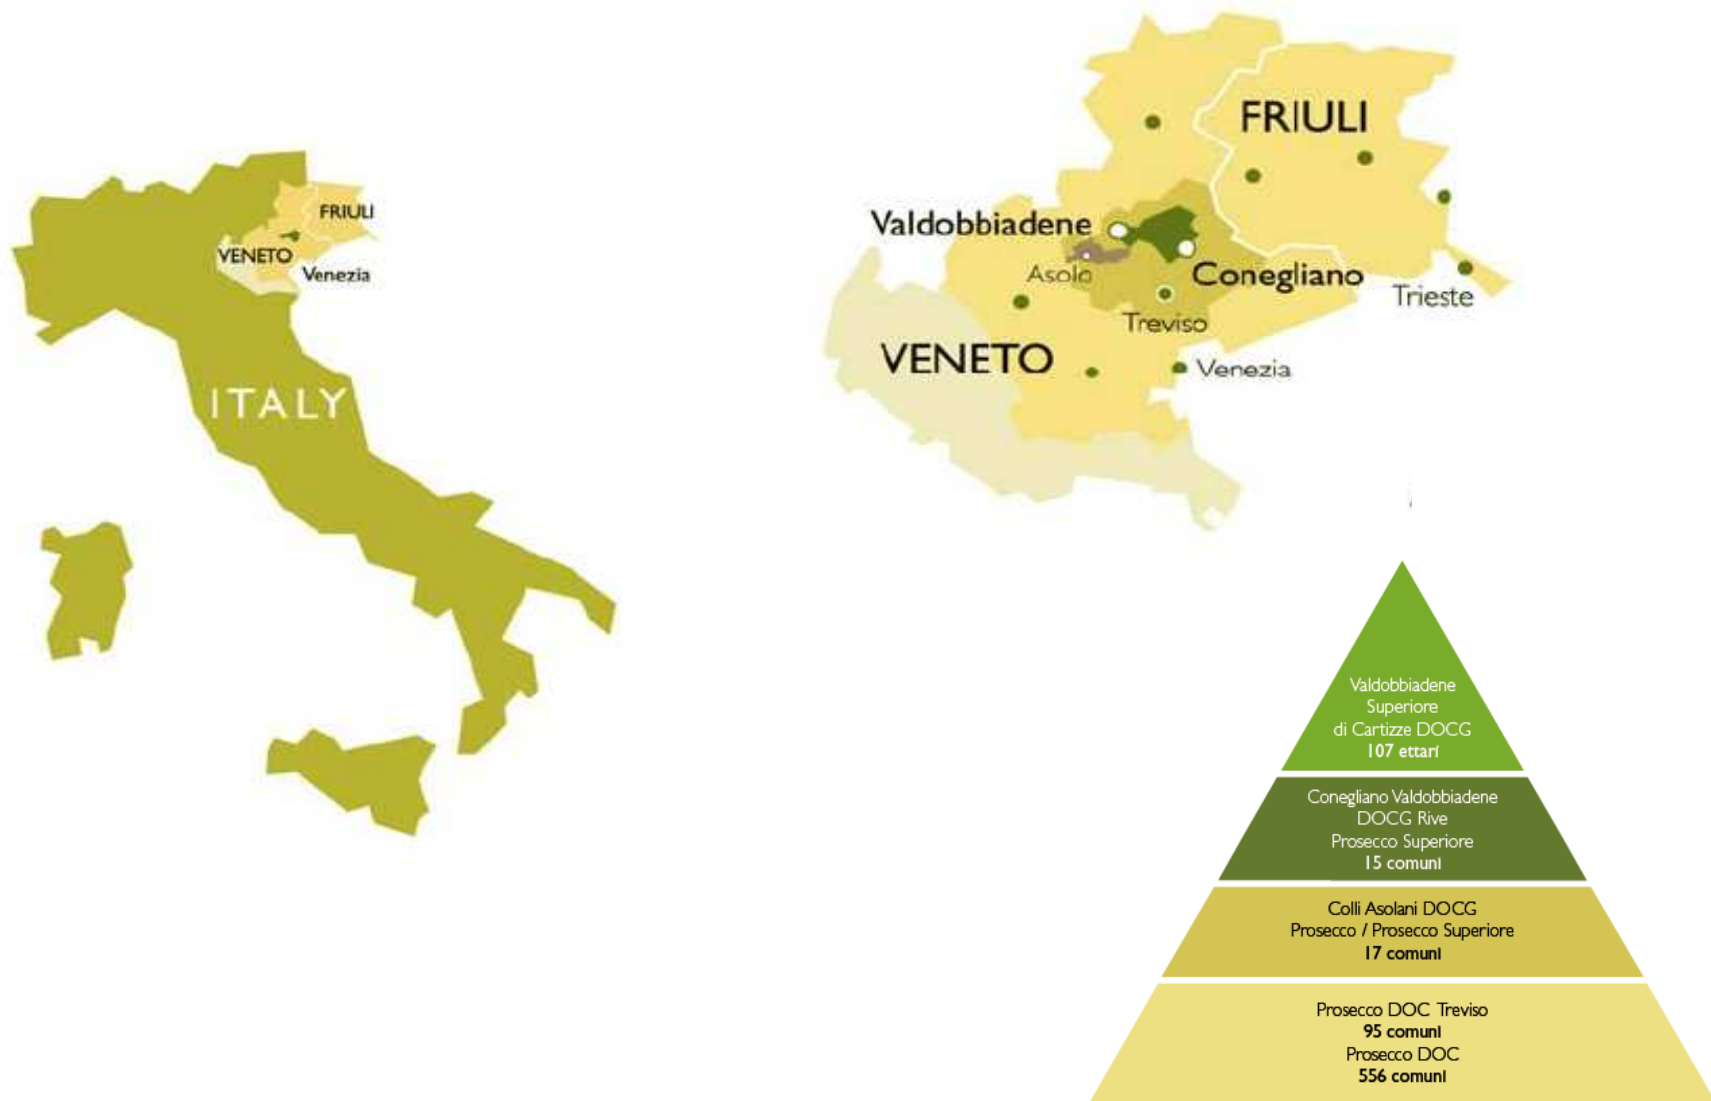 FRIULI
VENETO
Venezia
ITALY
FRIULI
Valdobbiadene
Asolo
Conegliano
Trieste
Treviso
VENETO
Venezia
Valdobbiadene
Superiore
di Cartizze DOCG
107 ettari
Conegliano Valdobbiadene
DOCG Rive
Prosecco Superiore
15 comuni
Colli Asolani DOCG
Prosecco / Prosecco Superiore
17 comuni
Prosecco DOC Treviso
95 comuni
Prosecco DOC
556 comuni